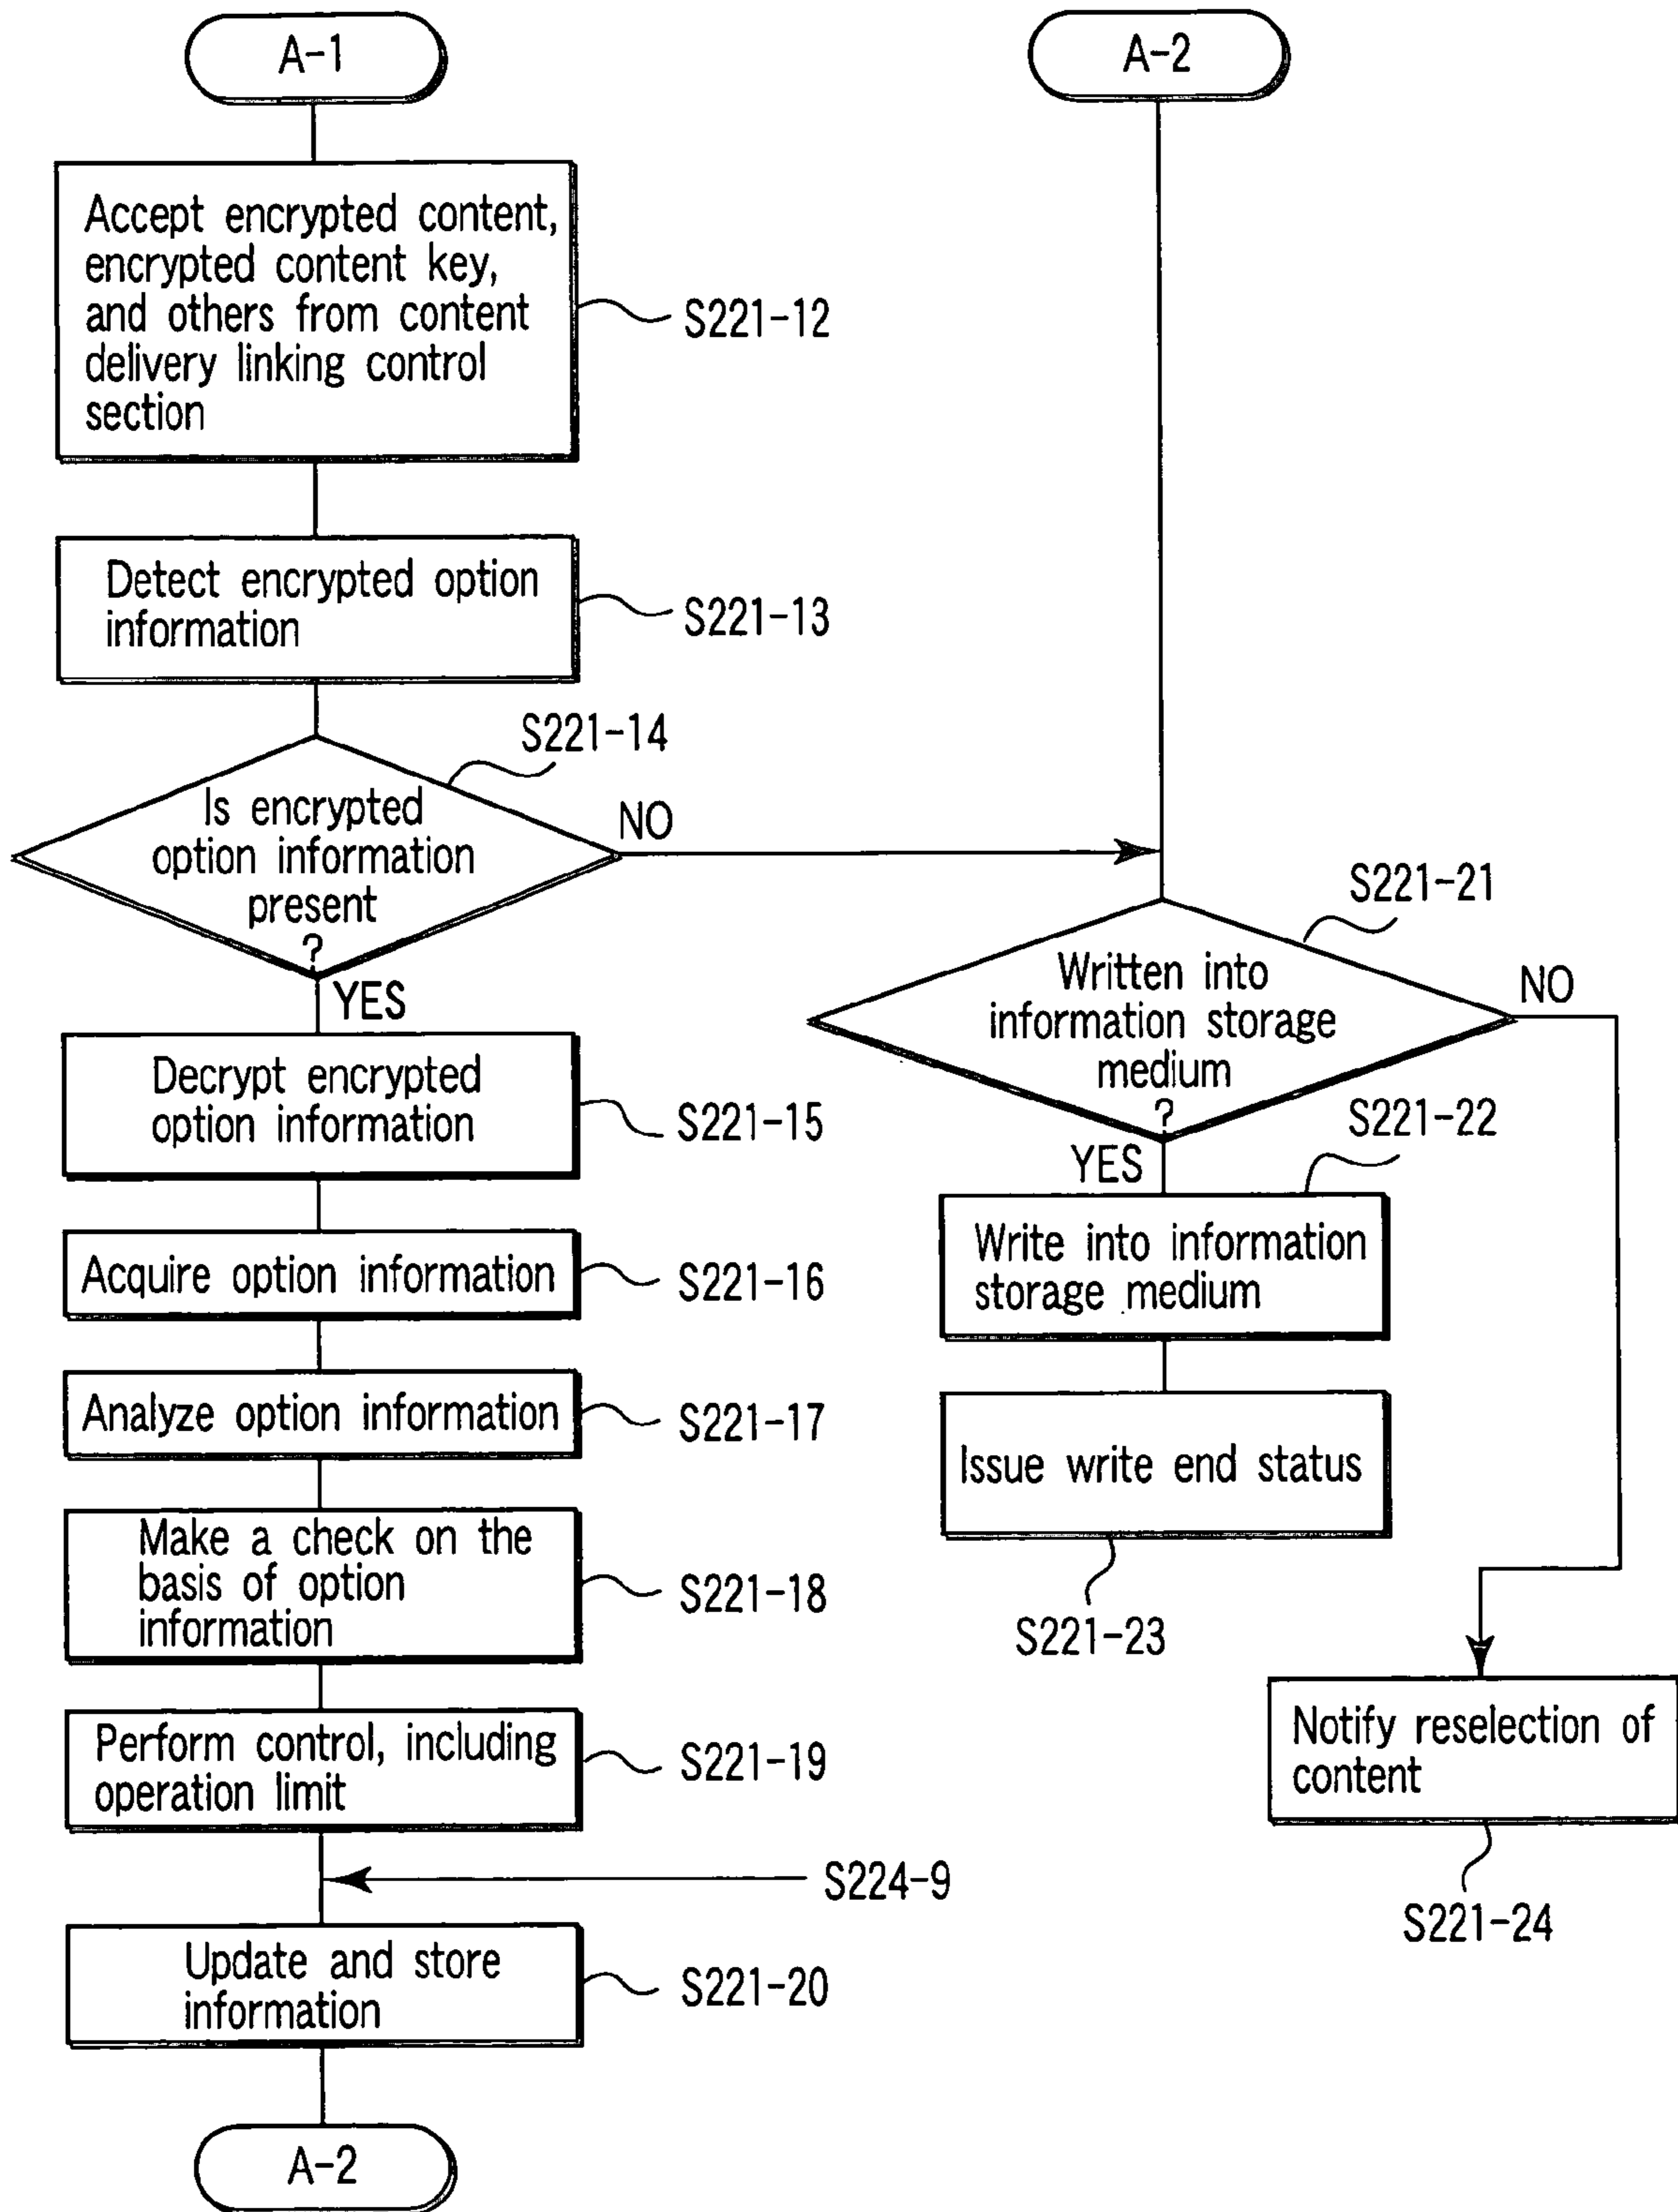 A-1
Accept encrypted content,
encrypted content key,
and others from content
delivery linking control
section
S221-12
Detect encrypted option
information
S221-13
S221-14
Is encrypted
option information
present
?
NO
YES
Decrypt encrypted
option information
S221-15
Acquire option information
S221-16
Analyze option information
S221-17
Make a check on the
basis of option
information
S221-18
Perform control, including
operation limit
S221-19
S224-9
Update and store
information
S221-20
A-2
A-2
S221-21
Written into
information storage
medium
?
NO
YES
S221-22
Write into information
storage medium
Issue write end status
S221-23
Notify reselection of
content
S221-24